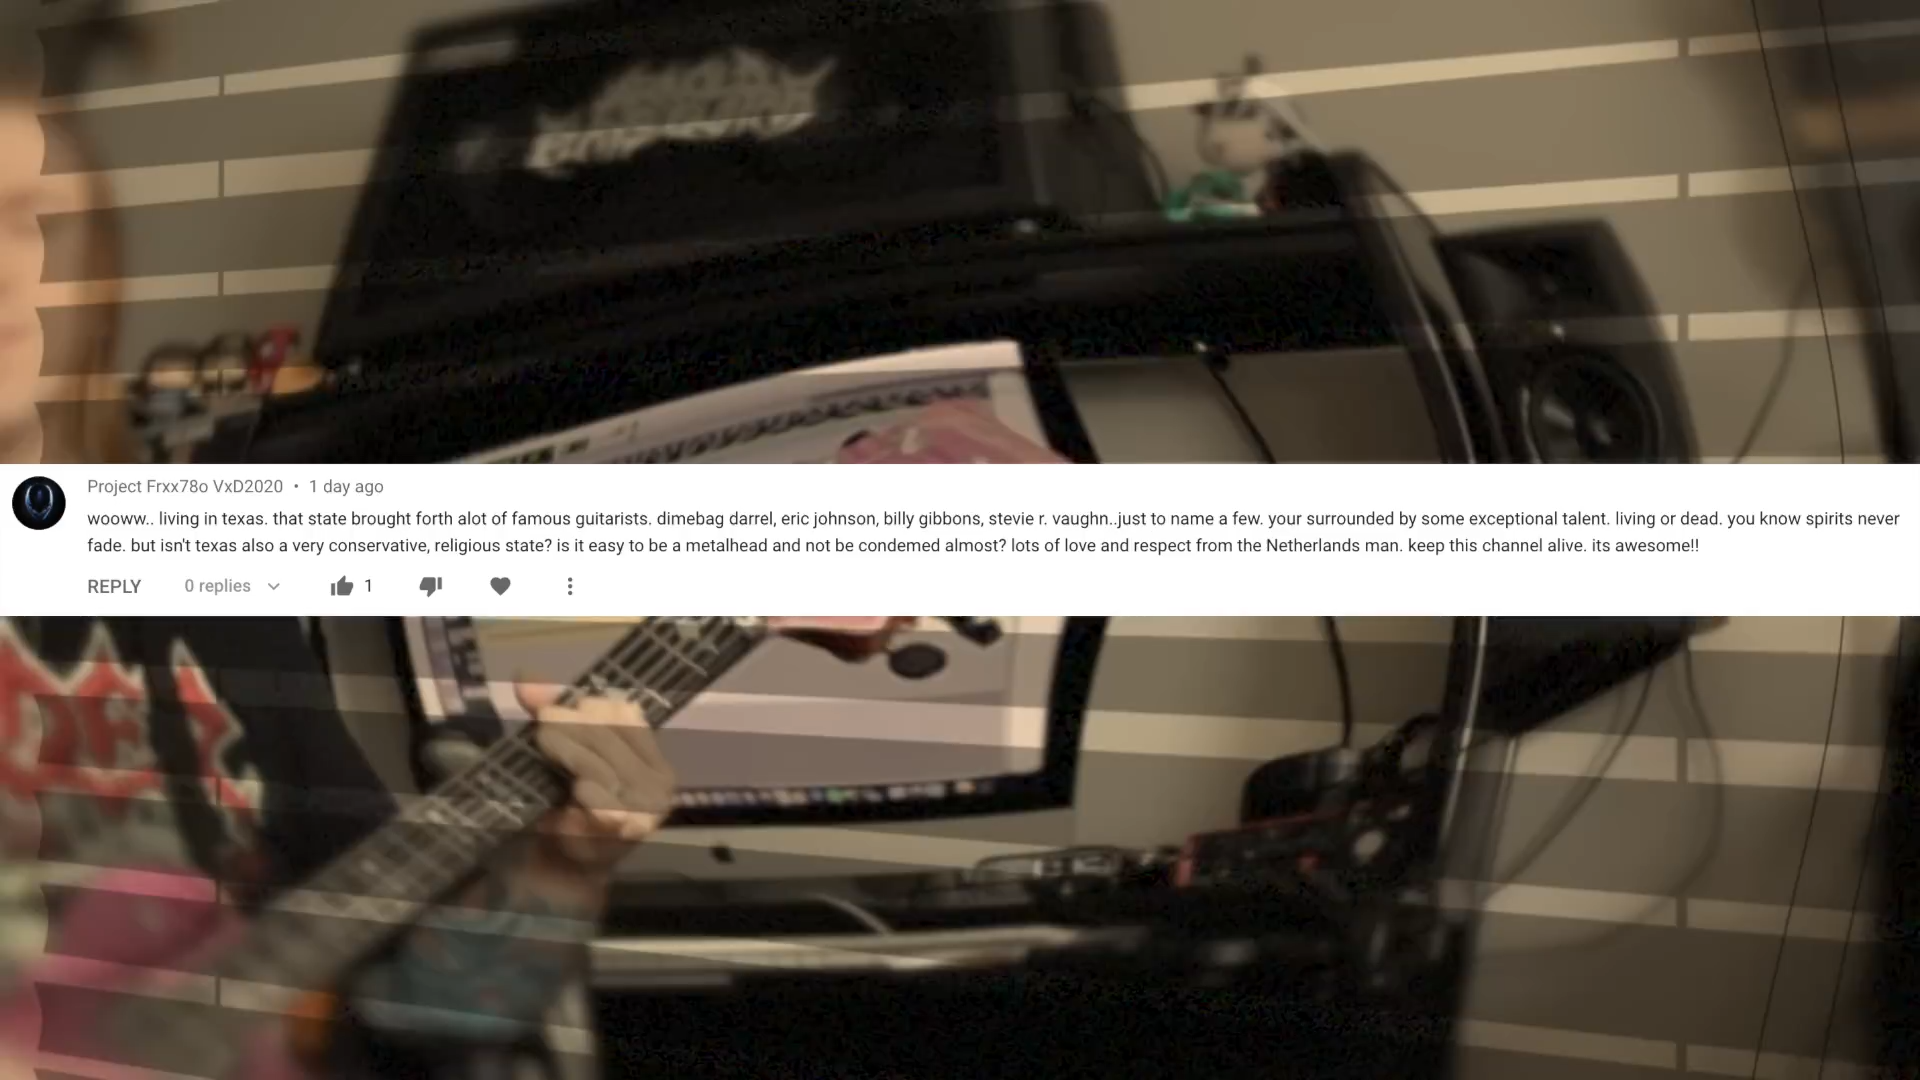 Project Frxx78o VxD2020 • 1 day ago
wooww.. living in texas. that state brought forth alot of famous guitarists. dimebag darrel, eric johnson, billy gibbons, stevie r. vaughn..just to name a few. your surrounded by some exceptional talent. living or dead. you know spirits never
fade. but isn't texas also a very conservative, religious state? is it easy to be a metalhead and not be condemed almost? lots of love and respect from the Netherlands man. keep this channel alive. its awesome!!
REPLY 0 replies 1